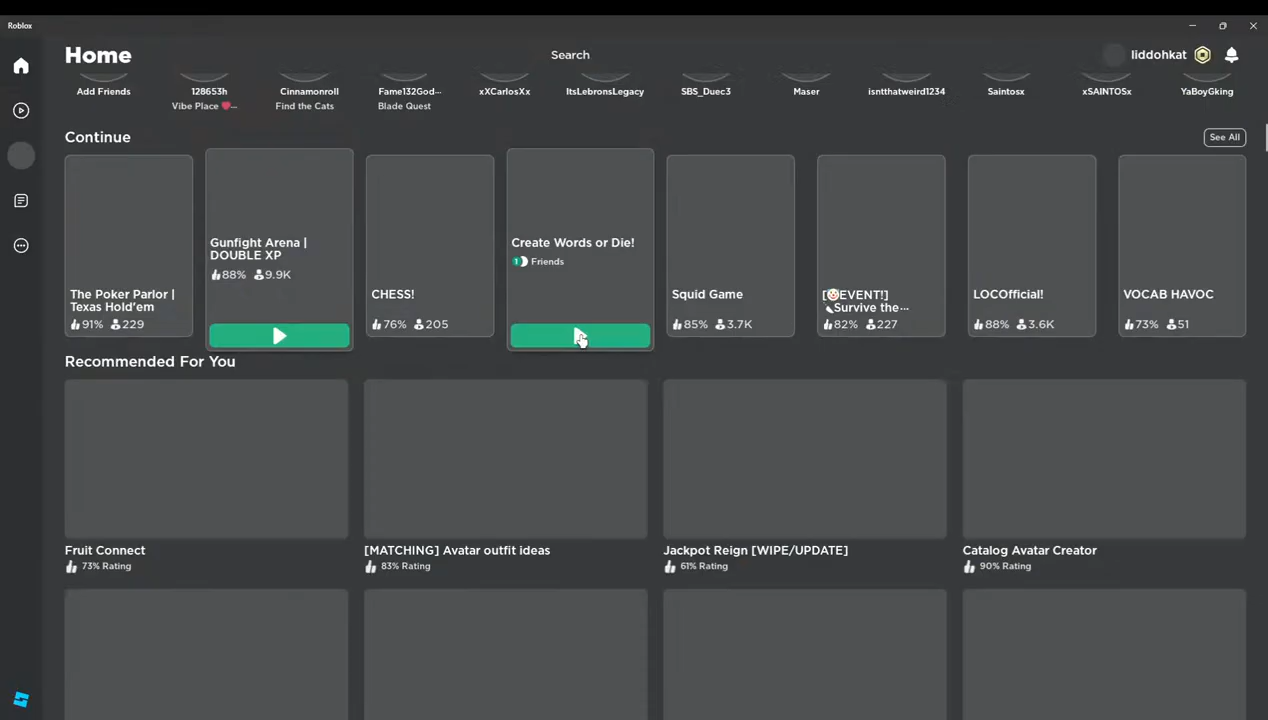 Roblox
Home
Search
liddohkat
Add Friends
128653h
Cinnamonroll
Fame132God...
xXCarlosXx
ItsLebronsLegacy
SBS_Duec3
Maser
isntthatweird1234
Saintosx
xSAINTOSx
YaBoyGking
Vibe Place ❤️...
Find the Cats
Blade Quest
Continue
See All
The Poker Parlor |
Texas Hold'em
91% 229
Gunfight Arena |
DOUBLE XP
88% 9.9K
CHESS!
76% 205
Create Words or Die!
1 Friends
Squid Game
85% 3.7K
[🤡EVENT!]
🔪Survive the...
82% 227
LOCOfficial!
88% 3.6K
VOCAB HAVOC
73% 51
Recommended For You
Fruit Connect
73% Rating
[MATCHING] Avatar outfit ideas
83% Rating
Jackpot Reign [WIPE/UPDATE]
61% Rating
Catalog Avatar Creator
90% Rating